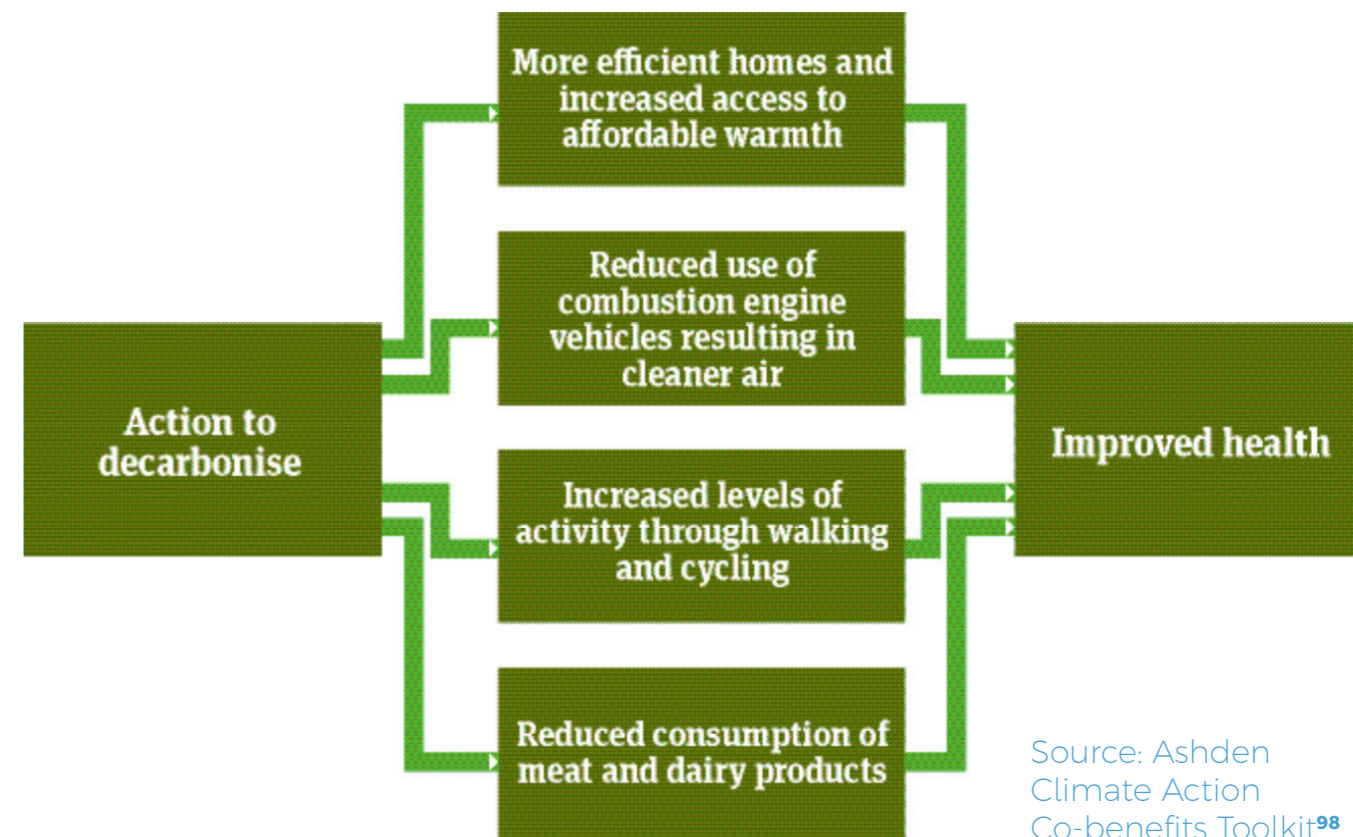 More efficient homes and
increased access to
affordable warmth
Reduced use of
combustion engine
vehicles resulting in
cleaner air
Action to
decarbonise
Improved health
Increased levels of
activity through walking
and cycling
Reduced consumption of
meat and dairy products
Source: Ashden
Climate Action
Co-benefits Toolkit98